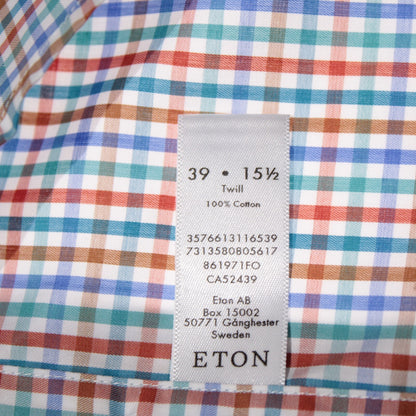 39 • 15½
Twill
100% Cotton
3576613116539
7313580805617
861971FO
CA52439
Eton AB
Box 15002
50771 Gånghester
Sweden
ETON